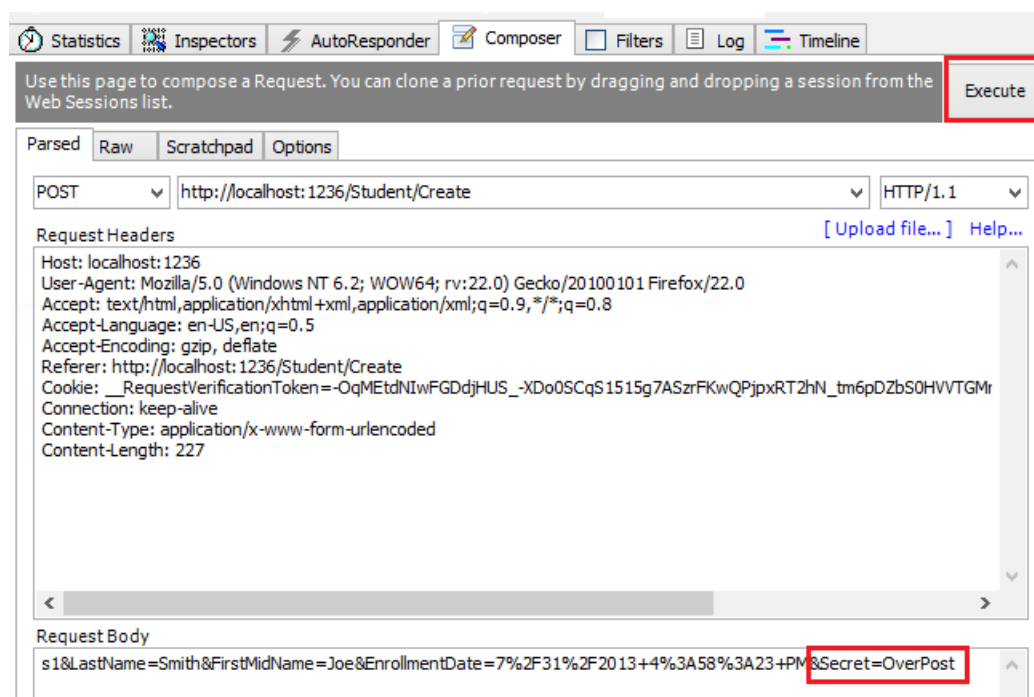 Statistics Inspectors AutoResponder Composer Filters Log Timeline
Use this page to compose a Request. You can clone a prior request by dragging and dropping a session from the
Web Sessions list.
Execute
Parsed Raw Scratchpad Options
POST http://localhost:1236/Student/Create HTTP/1.1
Request Headers [ Upload file... ] Help...
Host: localhost:1236
User-Agent: Mozilla/5.0 (Windows NT 6.2; WOW64; rv:22.0) Gecko/20100101 Firefox/22.0
Accept: text/html,application/xhtml+xml,application/xml;q=0.9,*/*;q=0.8
Accept-Language: en-US,en;q=0.5
Accept-Encoding: gzip, deflate
Referer: http://localhost:1236/Student/Create
Cookie: __RequestVerificationToken=-OqMEtdNIwFGDdjHUS_-XDo0SCqS1515g7ASzrFKwQPjpxRT2hN_tm6pDZbS0HVVTGMr
Connection: keep-alive
Content-Type: application/x-www-form-urlencoded
Content-Length: 227
Request Body
s1&LastName=Smith&FirstMidName=Joe&EnrollmentDate=7%2F31%2F2013+4%3A58%3A23+PM&Secret=OverPost